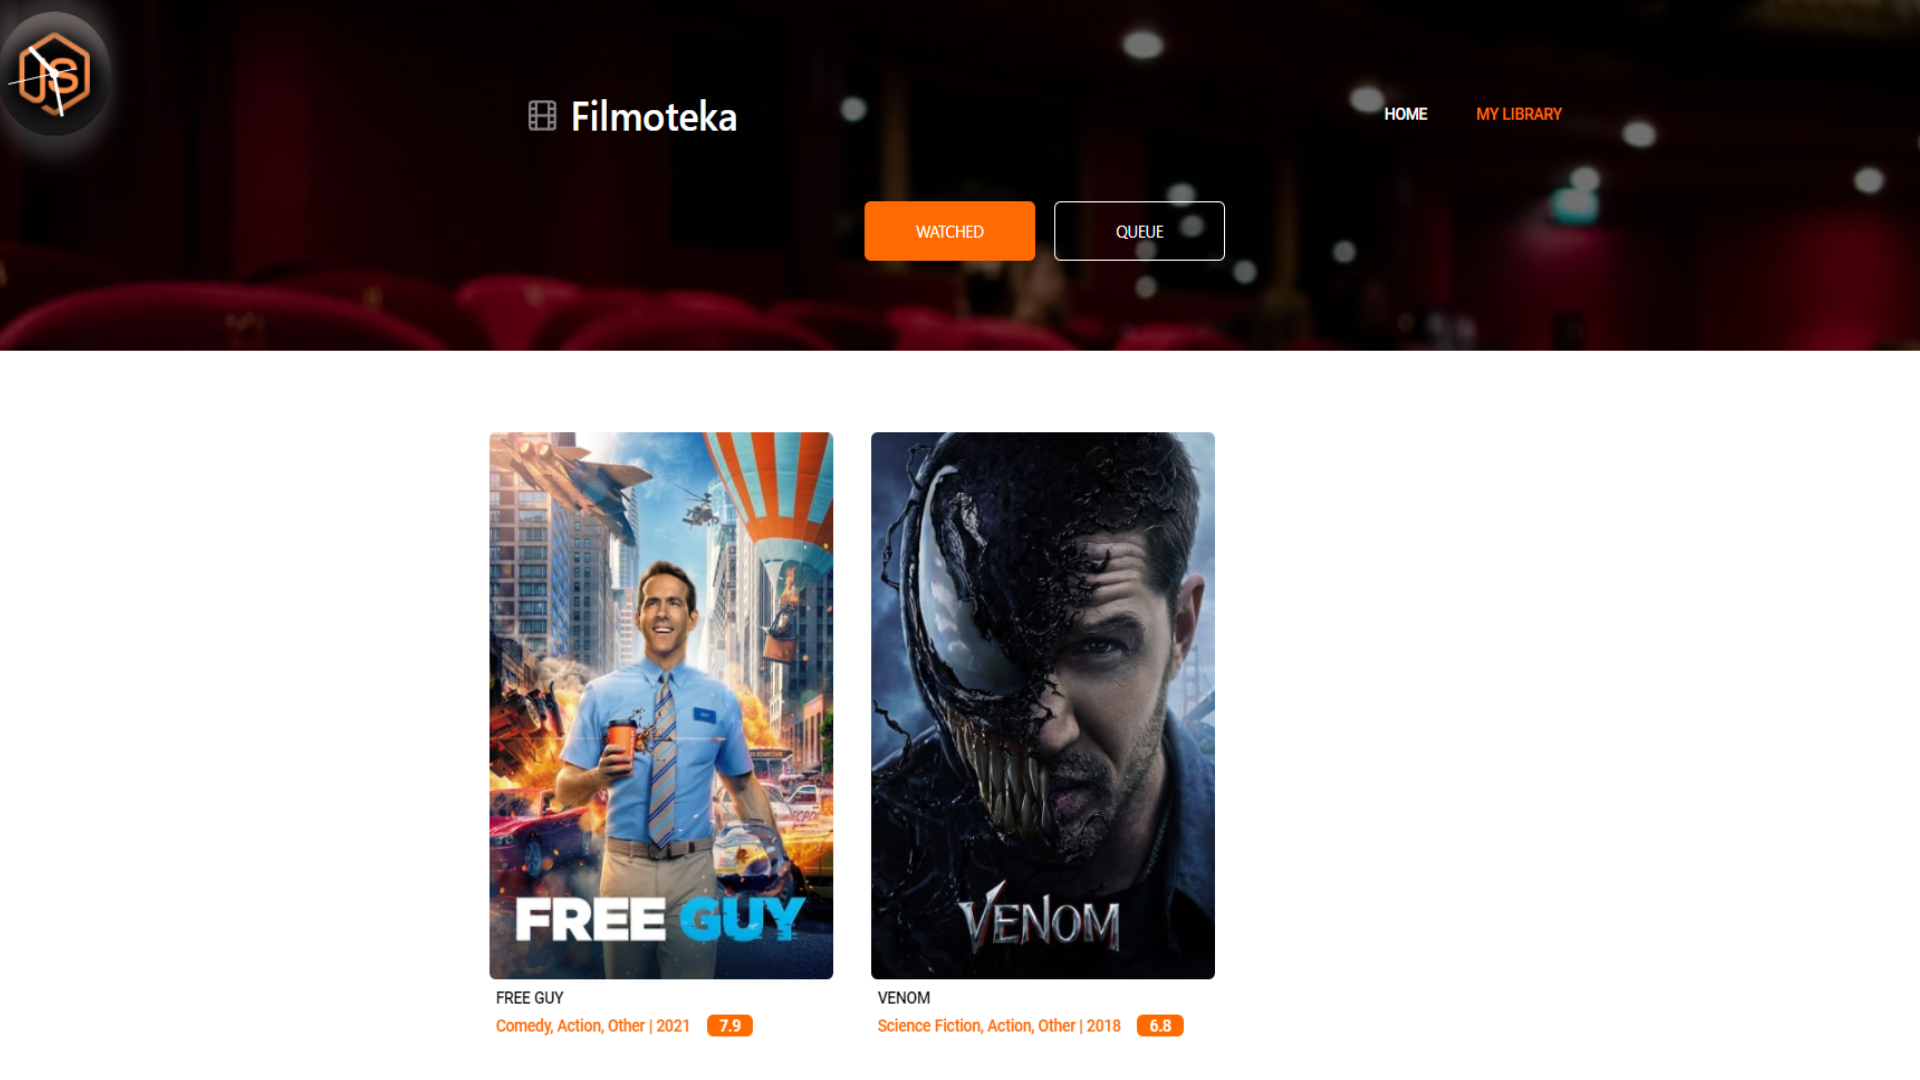 JS
Filmoteka
HOME
MY LIBRARY
WATCHED
QUEUE
FREE GUY
VENOM
FREE GUY
Comedy, Action, Other | 2021
7.9
VENOM
Science Fiction, Action, Other | 2018
6.8